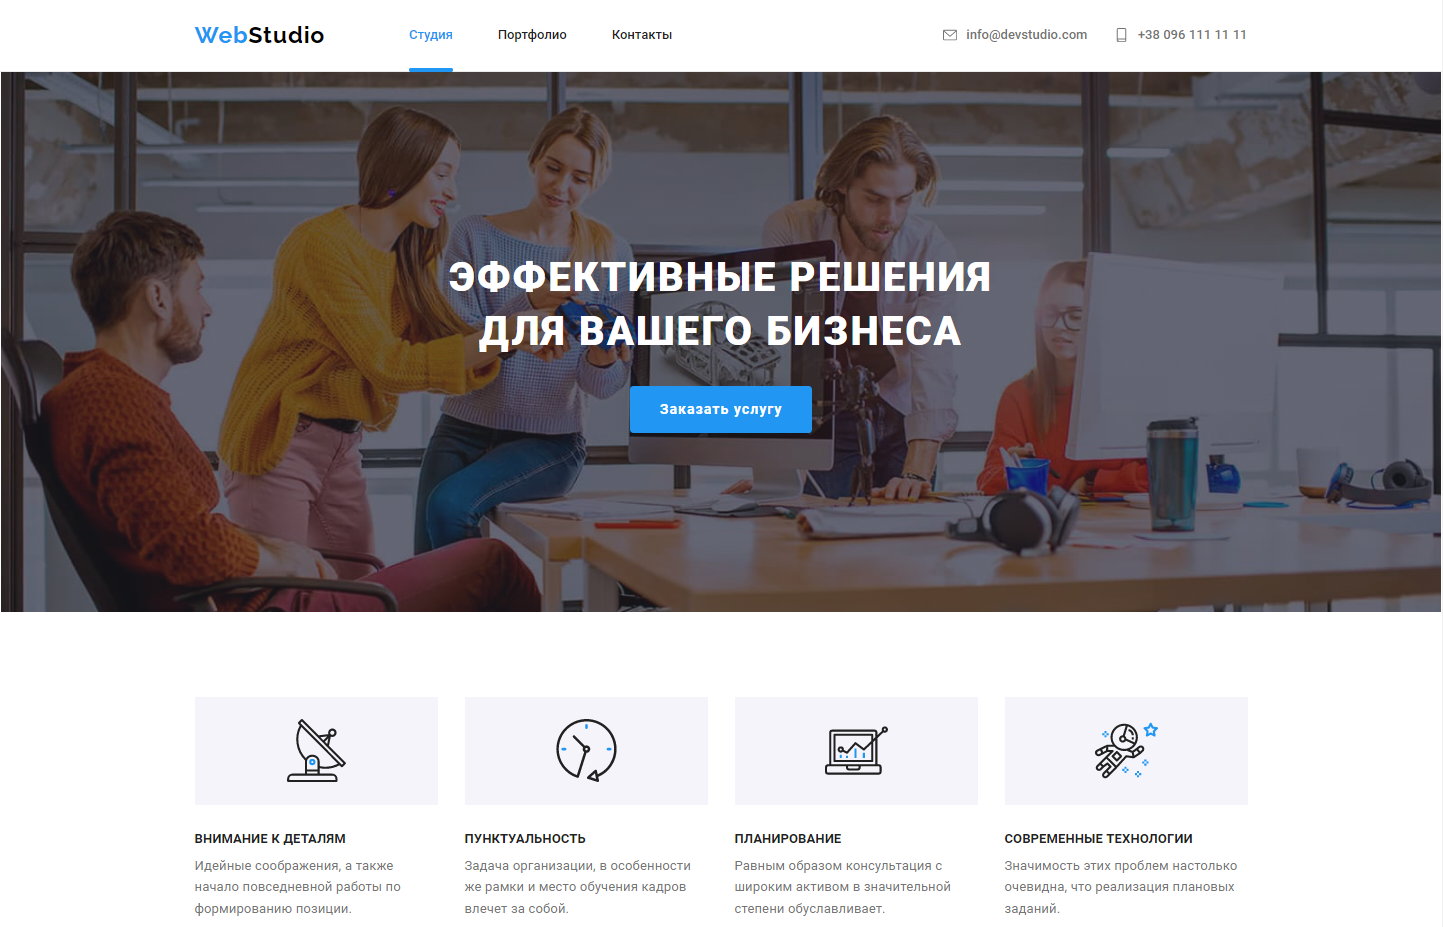 WebStudio
Студия
Портфолио
Контакты
info@devstudio.com
+38 096 111 11 11
ЭФФЕКТИВНЫЕ РЕШЕНИЯ
ДЛЯ ВАШЕГО БИЗНЕСА
Заказать услугу
ВНИМАНИЕ К ДЕТАЛЯМ
Идейные соображения, а также
начало повседневной работы по
формированию позиции.
ПУНКТУАЛЬНОСТЬ
Задача организации, в особенности
же рамки и место обучения кадров
влечет за собой.
ПЛАНИРОВАНИЕ
Равным образом консультация с
широким активом в значительной
степени обуславливает.
СОВРЕМЕННЫЕ ТЕХНОЛОГИИ
Значимость этих проблем настолько
очевидна, что реализация плановых
заданий.